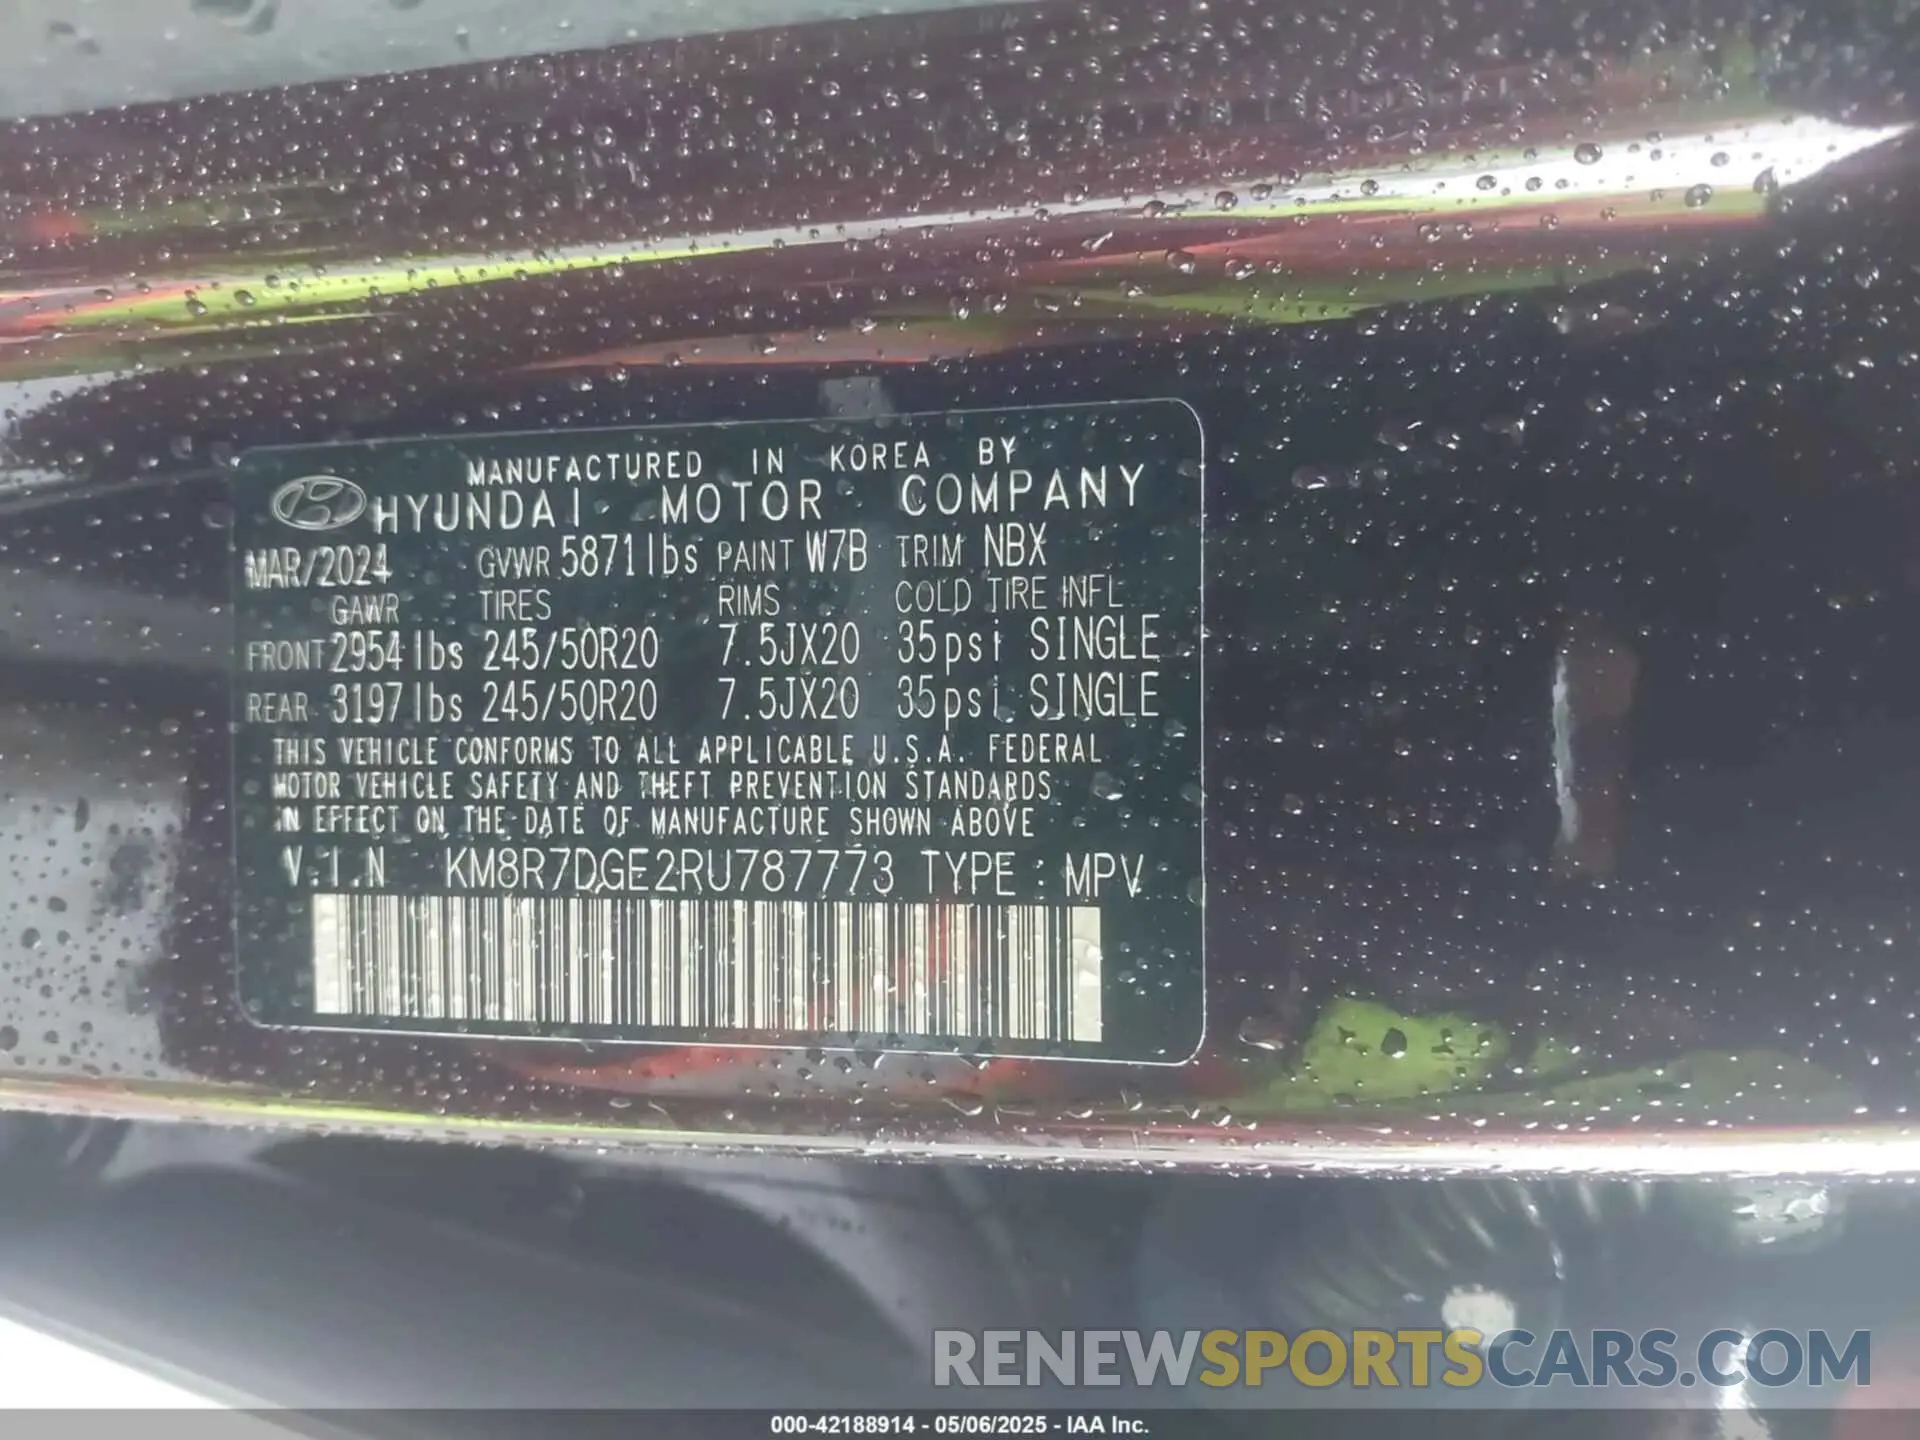 MANUFACTURED IN KOREA BY
HYUNDAI MOTOR COMPANY
MAR/2024 GVWR 5871lbs PAINT W7B TRIM NBX
GAWR TIRES RIMS COLD TIRE INFL
FRONT 2954lbs 245/50R20 7.5JX20 35psi SINGLE
REAR 3197lbs 245/50R20 7.5JX20 35psi SINGLE
THIS VEHICLE CONFORMS TO ALL APPLICABLE U.S.A. FEDERAL
MOTOR VEHICLE SAFETY AND THEFT PREVENTION STANDARDS
IN EFFECT ON THE DATE OF MANUFACTURE SHOWN ABOVE
V.I.N KM8R7DGE2RU787773 TYPE : MPV
RENEWSPORTSCARS.COM
000-42188914 - 05/06/2025 - IAA Inc.